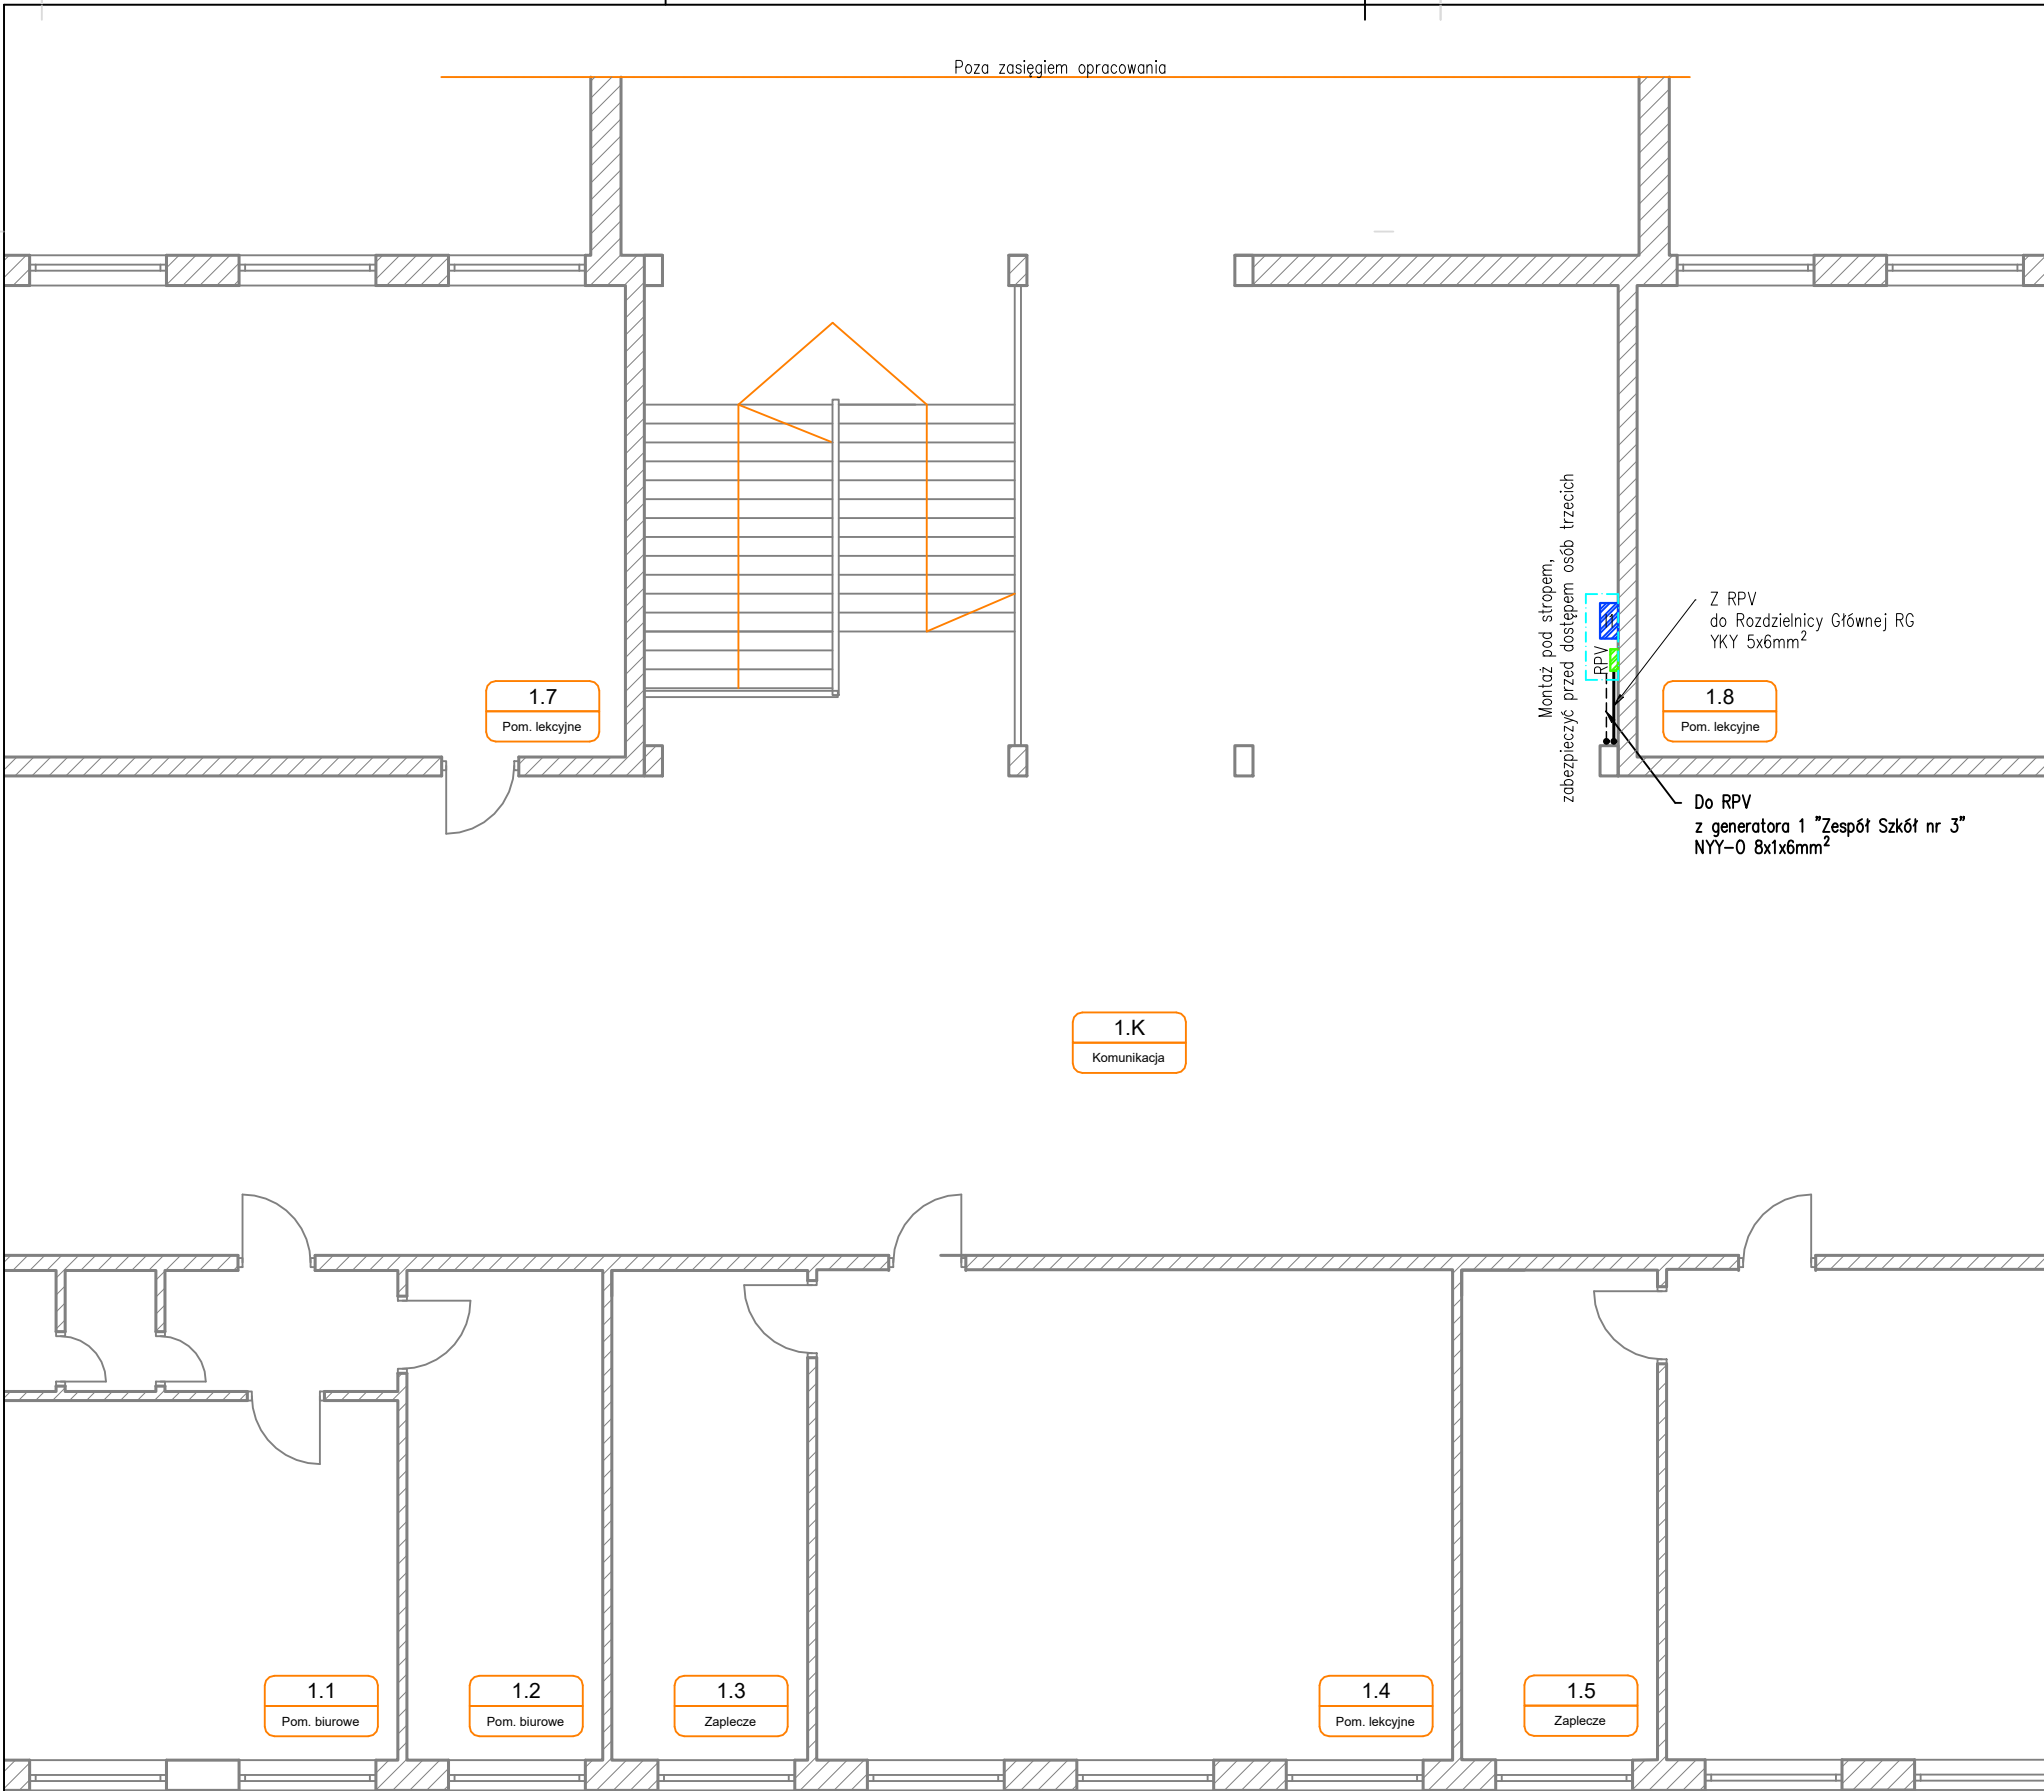 Poza zasięgiem opracowania
Montaż pod stropem,
zabezpieczyć przed dostępem osób trzecich
RPV
Z RPV
do Rozdzielnicy Głównej RG
YKY 5x6mm²
1.7
Pom. lekcyjne
1.8
Pom. lekcyjne
Do RPV
z generatora 1 "Zespół Szkół nr 3"
NYY-O 8x1x6mm²
1.K
Komunikacja
1.1
Pom. biurowe
1.2
Pom. biurowe
1.3
Zaplecze
1.4
Pom. lekcyjne
1.5
Zaplecze